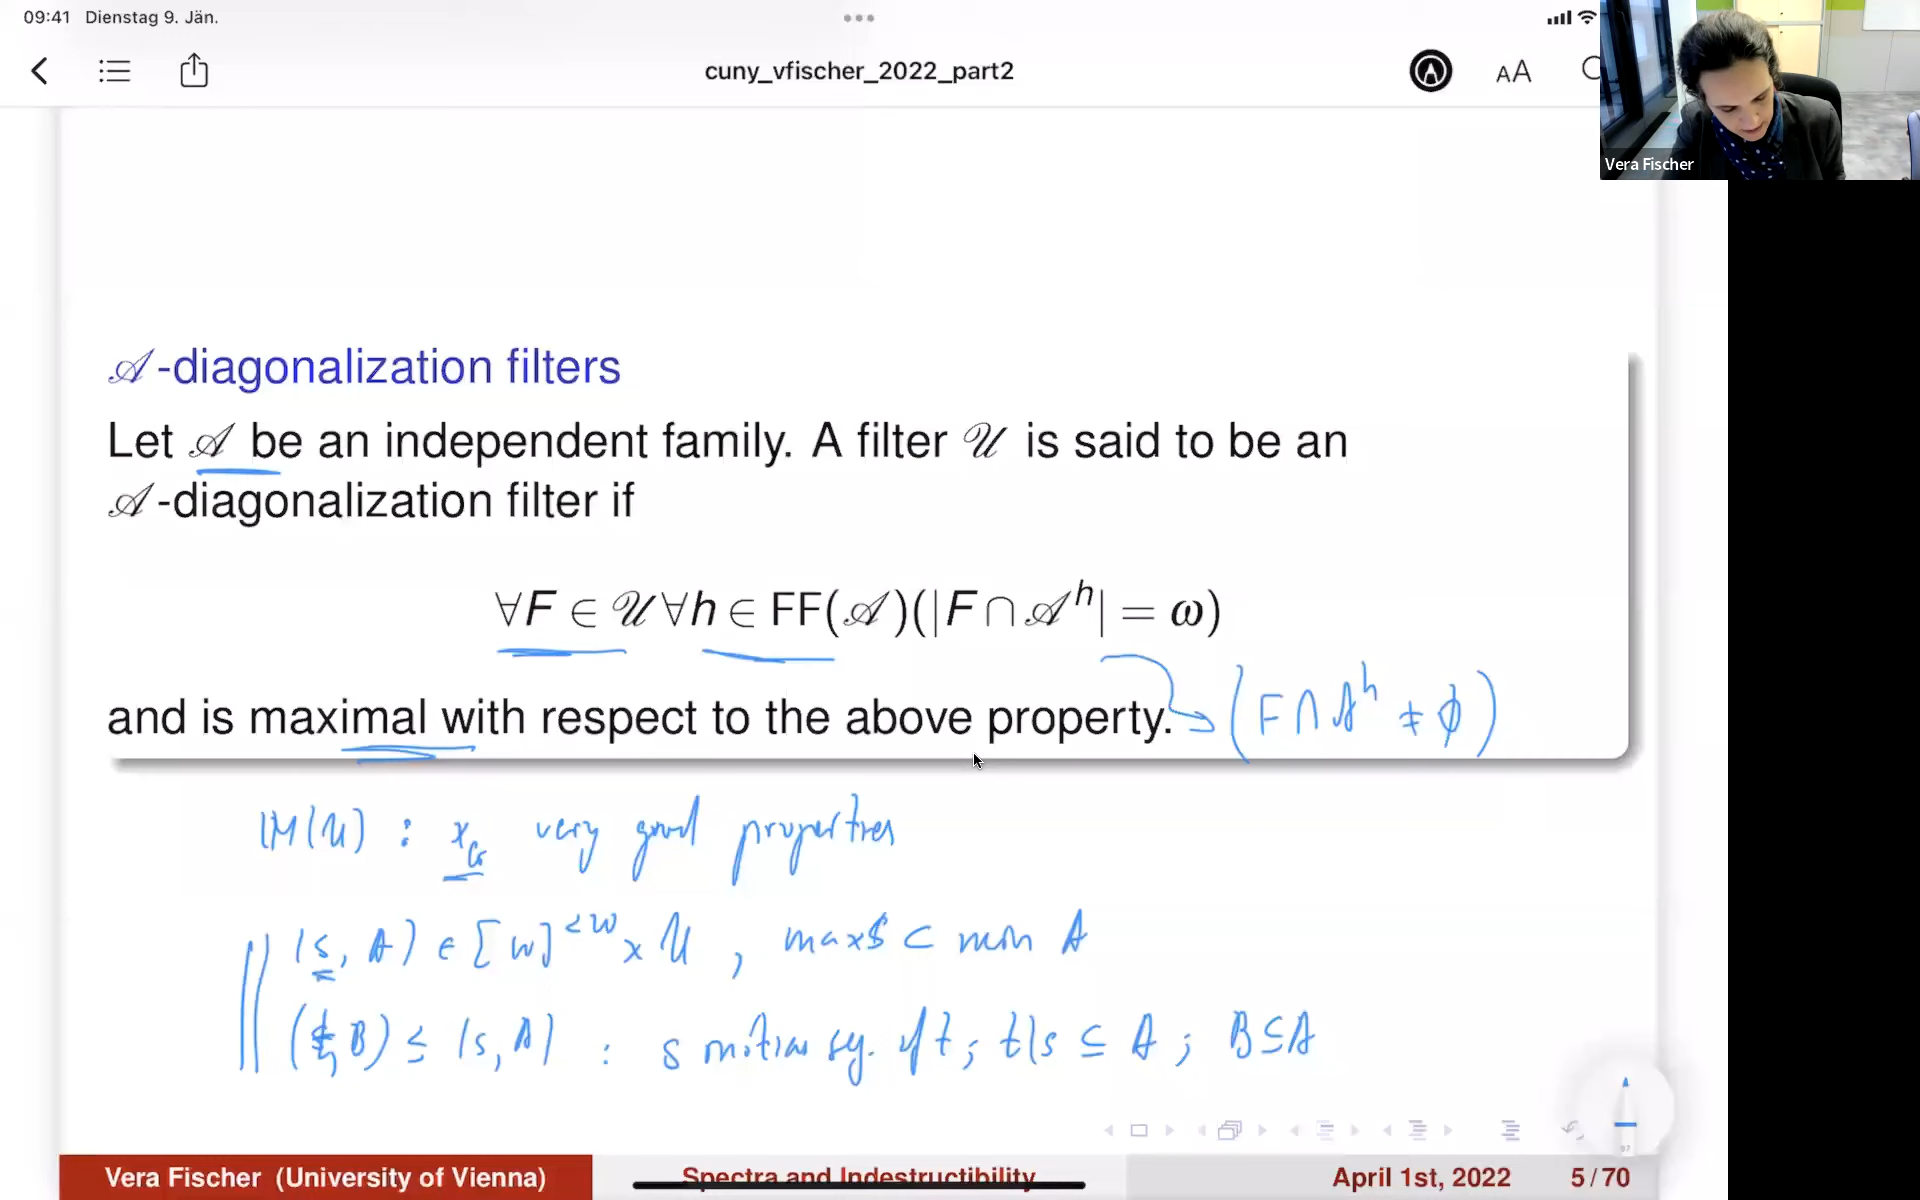 09:41 Dienstag 9. Jän.
cuny_vfischer_2022_part2
AA
Vera Fischer
𝒜-diagonalization filters
Let 𝒜 be an independent family. A filter 𝒰 is said to be an
𝒜-diagonalization filter if
∀F ∈ 𝒰 ∀h ∈ FF(𝒜)(|F ∩ 𝒜^h| = ω)
and is maximal with respect to the above property. → (F ∩ 𝒜^h ≠ ∅)
𝕄(𝒰) : x_G very good properties
(s, A) ∈ [ω]^{<ω} × 𝒰 , max s < min A
(t, B) ≤ (s, A) : s initial seg. of t ; t\s ⊆ A ; B ⊆ A
Vera Fischer (University of Vienna)
Spectra and Indestructibility
April 1st, 2022
5 / 70